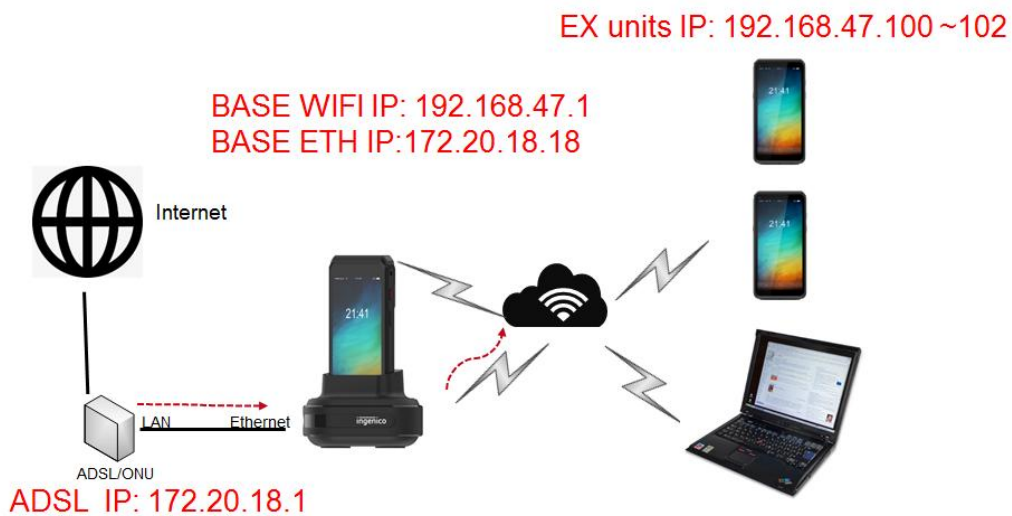 EX units IP: 192.168.47.100~102
BASE WIFI IP: 192.168.47.1
BASE ETH IP:172.20.18.18
Internet
21:41
21:41
21:41
LAN
Ethernet
ingenico
ADSL/ONU
ADSL IP: 172.20.18.1